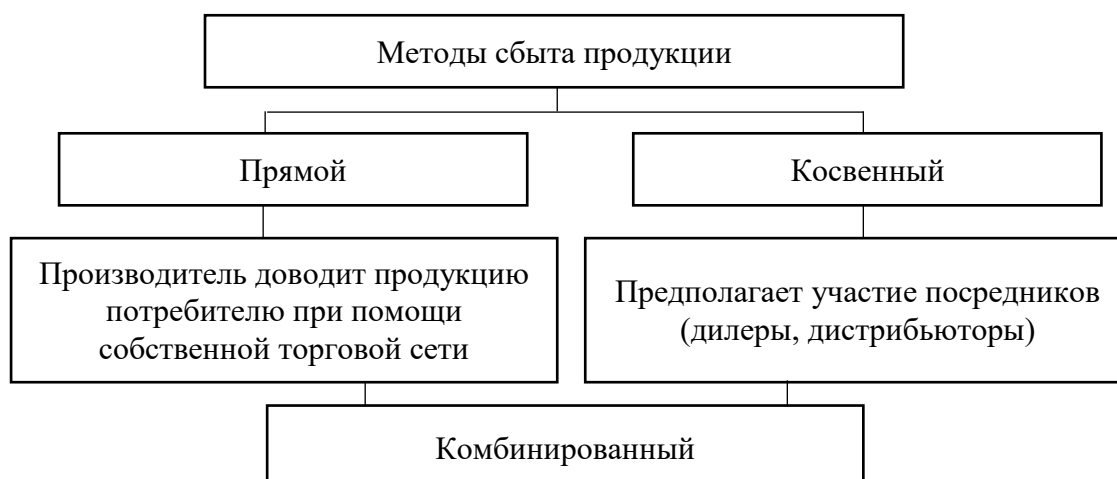 Методы сбыта продукции
Прямой
Косвенный
Производитель доводит продукцию
потребителю при помощи
собственной торговой сети
Предполагает участие посредников
(дилеры, дистрибьюторы)
Комбинированный